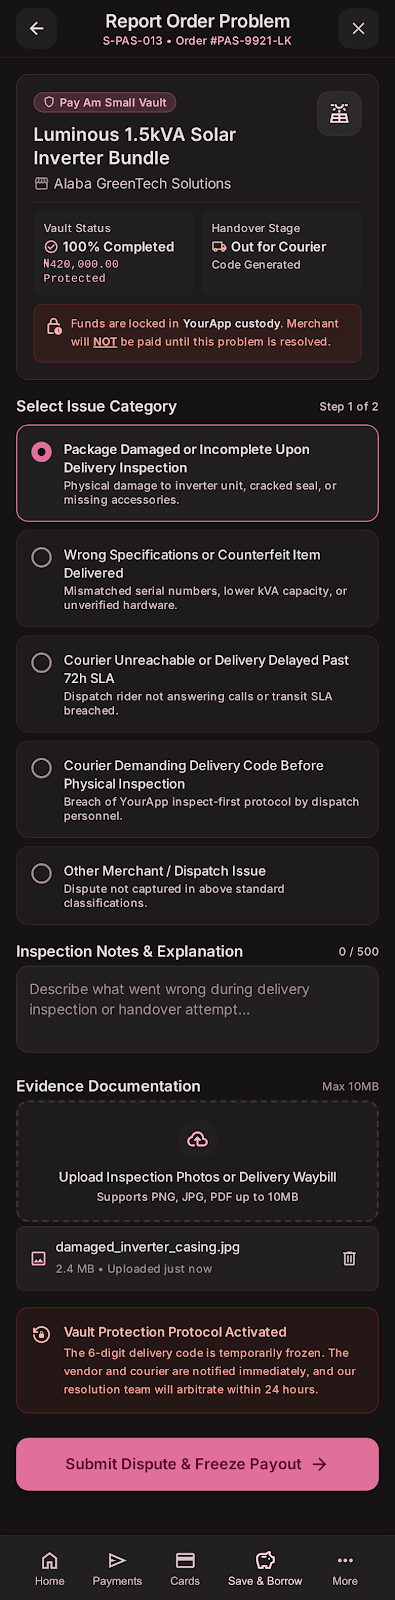 Report Order Problem
S-PAS-013 • Order #PAS-9921-LK
Pay Am Small Vault
Luminous 1.5kVA Solar
Inverter Bundle
Alaba GreenTech Solutions
Vault Status
100% Completed
₦420,000.00
Protected
Handover Stage
Out for Courier
Code Generated
Funds are locked in YourApp custody. Merchant
will NOT be paid until this problem is resolved.
Select Issue Category
Step 1 of 2
Package Damaged or Incomplete Upon
Delivery Inspection
Physical damage to inverter unit, cracked seal, or
missing accessories.
Wrong Specifications or Counterfeit Item
Delivered
Mismatched serial numbers, lower kVA capacity, or
unverified hardware.
Courier Unreachable or Delivery Delayed Past
72h SLA
Dispatch rider not answering calls or transit SLA
breached.
Courier Demanding Delivery Code Before
Physical Inspection
Breach of YourApp inspect-first protocol by dispatch
personnel.
Other Merchant / Dispatch Issue
Dispute not captured in above standard
classifications.
Inspection Notes & Explanation
0 / 500
Describe what went wrong during delivery
inspection or handover attempt...
Evidence Documentation
Max 10MB
Upload Inspection Photos or Delivery Waybill
Supports PNG, JPG, PDF up to 10MB
damaged_inverter_casing.jpg
2.4 MB • Uploaded just now
Vault Protection Protocol Activated
The 6-digit delivery code is temporarily frozen. The
vendor and courier are notified immediately, and our
resolution team will arbitrate within 24 hours.
Submit Dispute & Freeze Payout →
Home
Payments
Cards
Save & Borrow
More